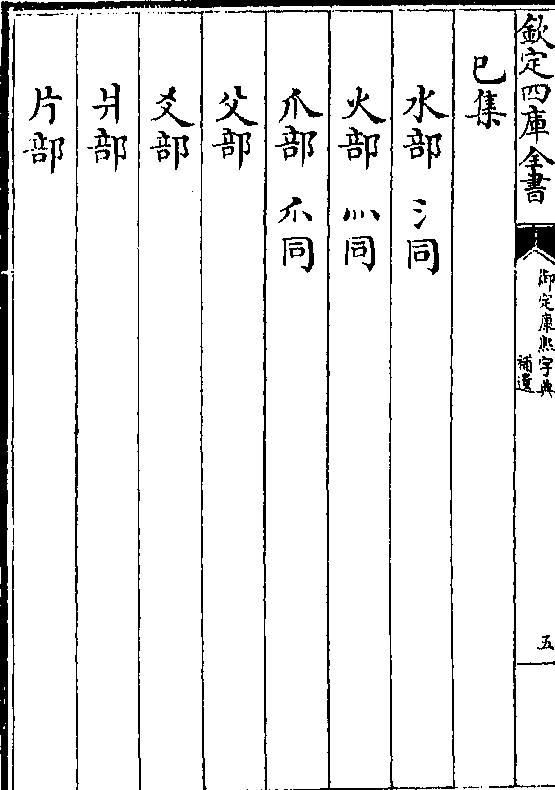 欽定四庫全書
御定康熙字典
補遺
五
巳集
水部 氵同
火部 灬同
爪部 爫同
父部
爻部
爿部
片部